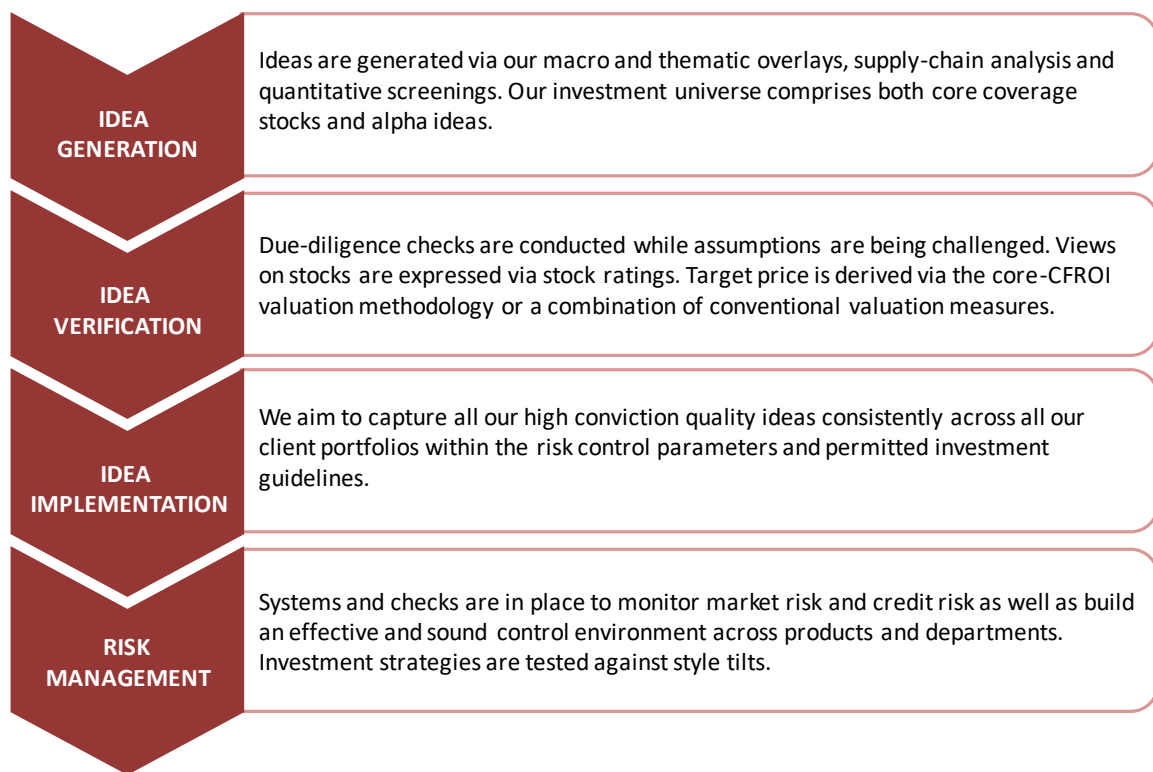 IDEA
GENERATION
Ideas are generated via our macro and thematic overlays, supply-chain analysis and
quantitative screenings. Our investment universe comprises both core coverage
stocks and alpha ideas.
IDEA
VERIFICATION
Due-diligence checks are conducted while assumptions are being challenged. Views
on stocks are expressed via stock ratings. Target price is derived via the core-CFROI
valuation methodology or a combination of conventional valuation measures.
IDEA
IMPLEMENTATION
We aim to capture all our high conviction quality ideas consistently across all our
client portfolios within the risk control parameters and permitted investment
guidelines.
RISK
MANAGEMENT
Systems and checks are in place to monitor market risk and credit risk as well as build
an effective and sound control environment across products and departments.
Investment strategies are tested against style tilts.